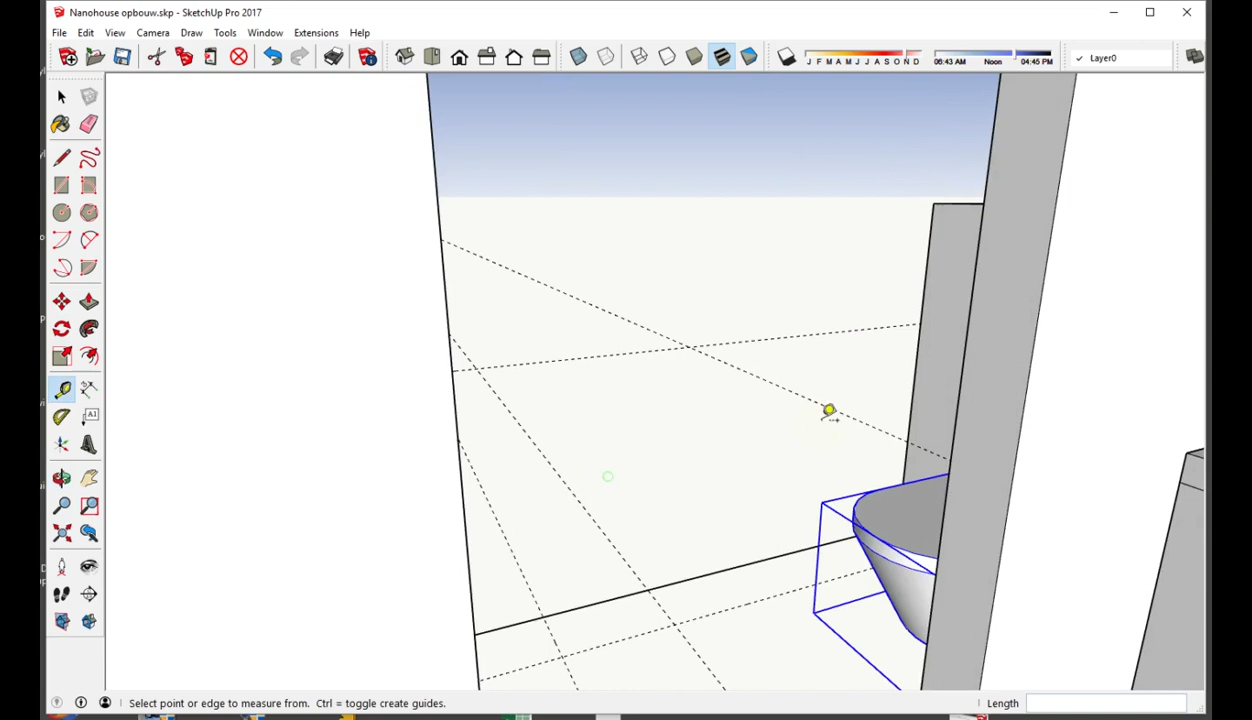 Nanohouse opbouw.skp - SketchUp Pro 2017
File Edit View Camera Draw Tools Window Extensions Help
J F M A M J J A S O N D
06:43 AM Noon 04:45 PM
✓ Layer0
A1
Select point or edge to measure from. Ctrl = toggle create guides.
Length